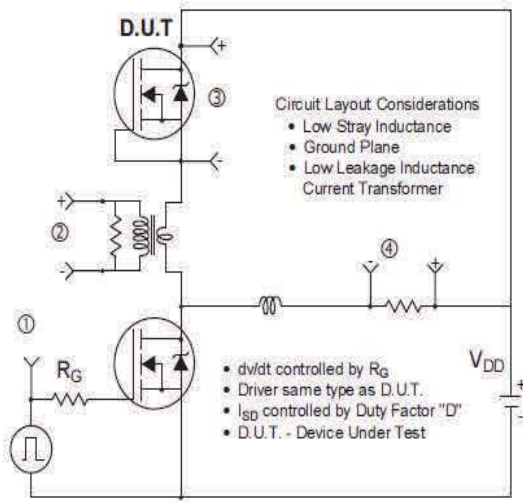 D.U.T
+
③
-
Circuit Layout Considerations
• Low Stray Inductance
• Ground Plane
• Low Leakage Inductance
Current Transformer
+
②
-
④
- +
①
R_G
• dv/dt controlled by R_G
• Driver same type as D.U.T.
• I_SD controlled by Duty Factor "D"
• D.U.T. - Device Under Test
V_DD
+
-